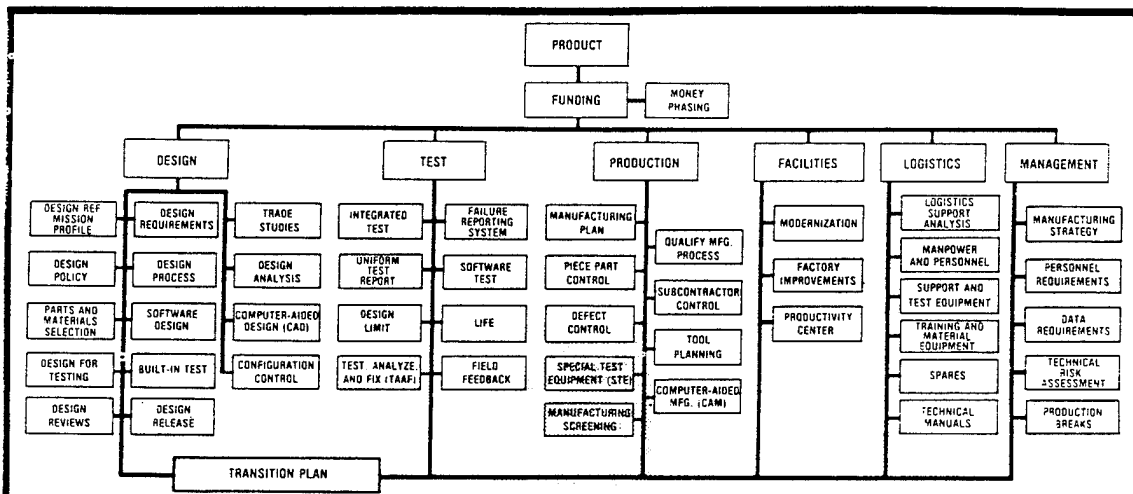 PRODUCT
FUNDING
MONEY
PHASING
DESIGN
TEST
PRODUCTION
FACILITIES
LOGISTICS
MANAGEMENT
DESIGN REF
MISSION
PROFILE
DESIGN
POLICY
PARTS AND
MATERIALS
SELECTION
DESIGN FOR
TESTING
DESIGN
REVIEWS
DESIGN
REQUIREMENTS
DESIGN
PROCESS
SOFTWARE
DESIGN
BUILT-IN TEST
DESIGN
RELEASE
TRADE
STUDIES
DESIGN
ANALYSIS
COMPUTER-AIDED
DESIGN (CAD)
CONFIGURATION
CONTROL
INTEGRATED
TEST
UNIFORM
TEST
REPORT
DESIGN
LIMIT
TEST, ANALYZE,
AND FIX (TAAF)
FAILURE
REPORTING
SYSTEM
SOFTWARE
TEST
LIFE
FIELD
FEEDBACK
MANUFACTURING
PLAN
PIECE PART
CONTROL
DEFECT
CONTROL
SPECIAL TEST
EQUIPMENT (STE)
MANUFACTURING
SCREENING
QUALIFY MFG.
PROCESS
SUBCONTRACTOR
CONTROL
TOOL
PLANNING
COMPUTER-AIDED
MFG. (CAM)
MODERNIZATION
FACTORY
IMPROVEMENTS
PRODUCTIVITY
CENTER
LOGISTICS
SUPPORT
ANALYSIS
MANPOWER
AND PERSONNEL
SUPPORT AND
TEST EQUIPMENT
TRAINING AND
MATERIAL
EQUIPMENT
SPARES
TECHNICAL
MANUALS
MANUFACTURING
STRATEGY
PERSONNEL
REQUIREMENTS
DATA
REQUIREMENTS
TECHNICAL
RISK
ASSESSMENT
PRODUCTION
BREAKS
TRANSITION PLAN